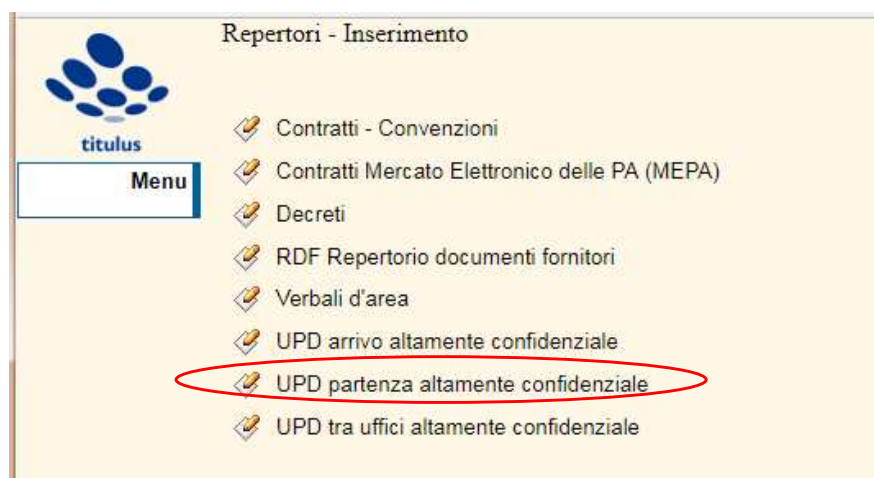 Repertori - Inserimento
titulus
Menu
Contratti - Convenzioni
Contratti Mercato Elettronico delle PA (MEPA)
Decreti
RDF Repertorio documenti fornitori
Verbali d'area
UPD arrivo altamente confidenziale
UPD partenza altamente confidenziale
UPD tra uffici altamente confidenziale